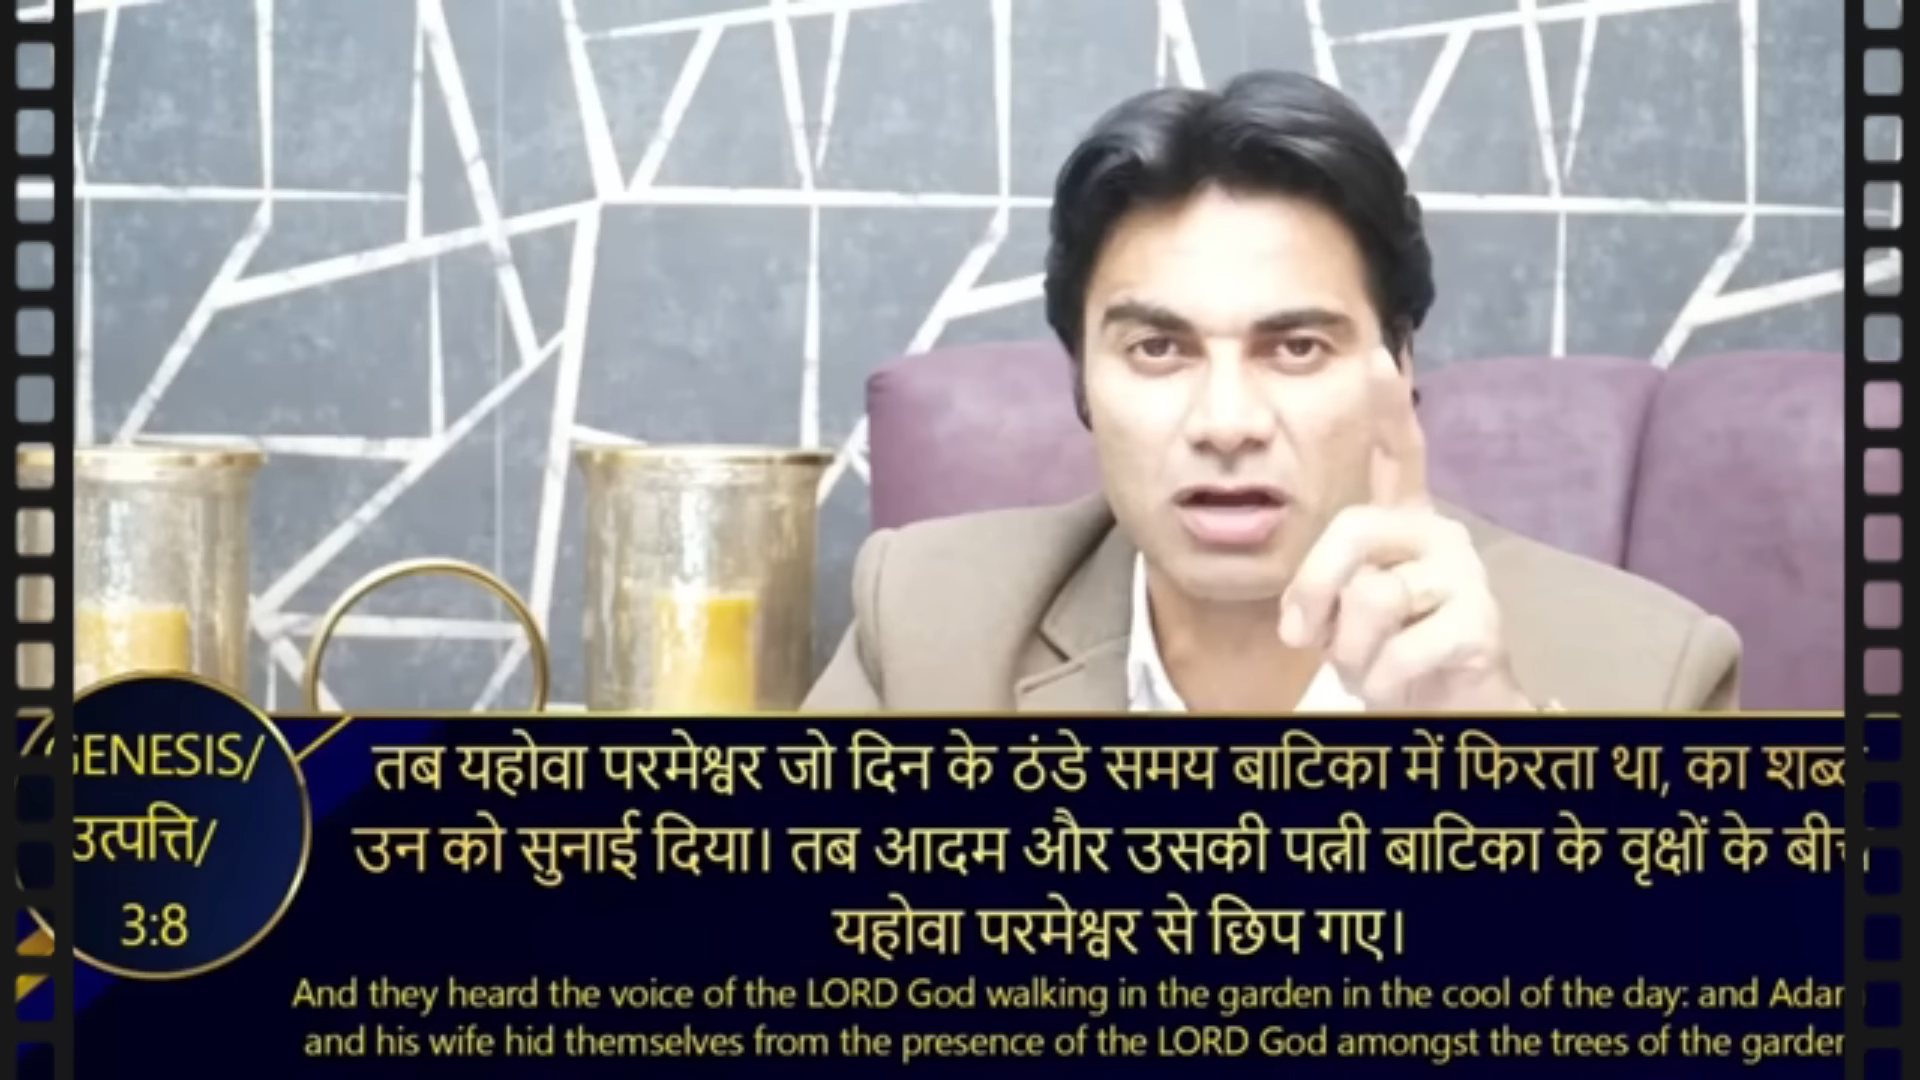 GENESIS/
उत्पत्ति/
3:8
तब यहोवा परमेश्वर जो दिन के ठंडे समय बाटिका में फिरता था, का
उन को सुनाई दिया। तब आदम और उसकी पत्नी बाटिका के वृक्षों के
यहोवा परमेश्वर से छिप गए।
And they heard the voice of the LORD God walking in the garden in the cool of the day: and
and his wife hid themselves from the presence of the LORD God amongst the trees of the